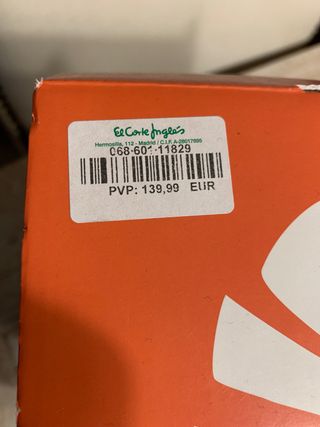 El Corte Inglés
Hermosilla, 112 - Madrid / C.I.F. A-28017895
068-601-11829
PVP: 139,99 EUR